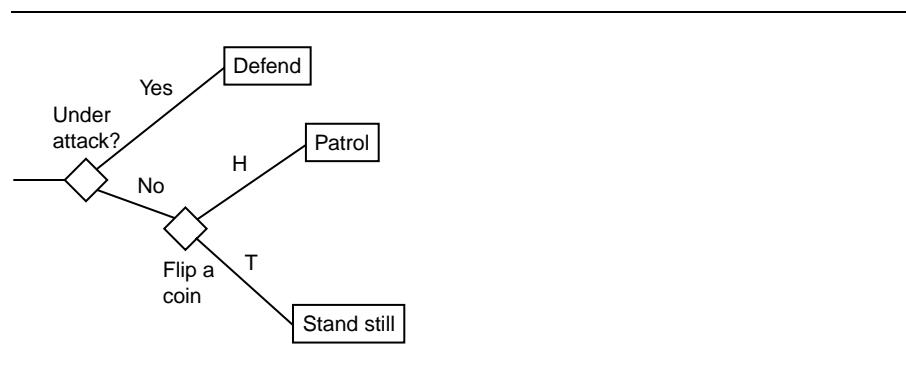 Defend
Yes
Under
attack?
Patrol
H
No
T
Flip a
coin
Stand still